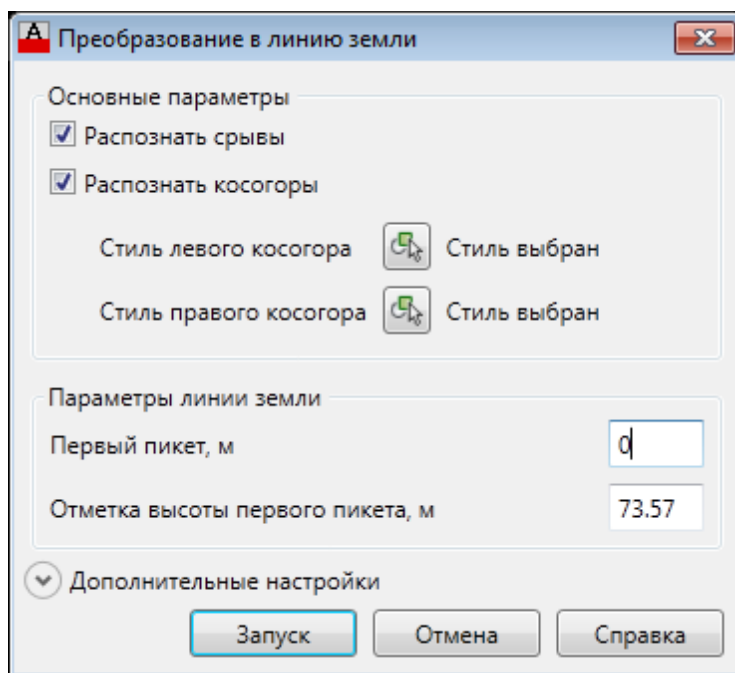 A Преобразование в линию земли
Основные параметры
Распознать срывы
Распознать косогоры
Стиль левого косогора Стиль выбран
Стиль правого косогора Стиль выбран
Параметры линии земли
Первый пикет, м 0
Отметка высоты первого пикета, м 73.57
Дополнительные настройки
Запуск Отмена Справка